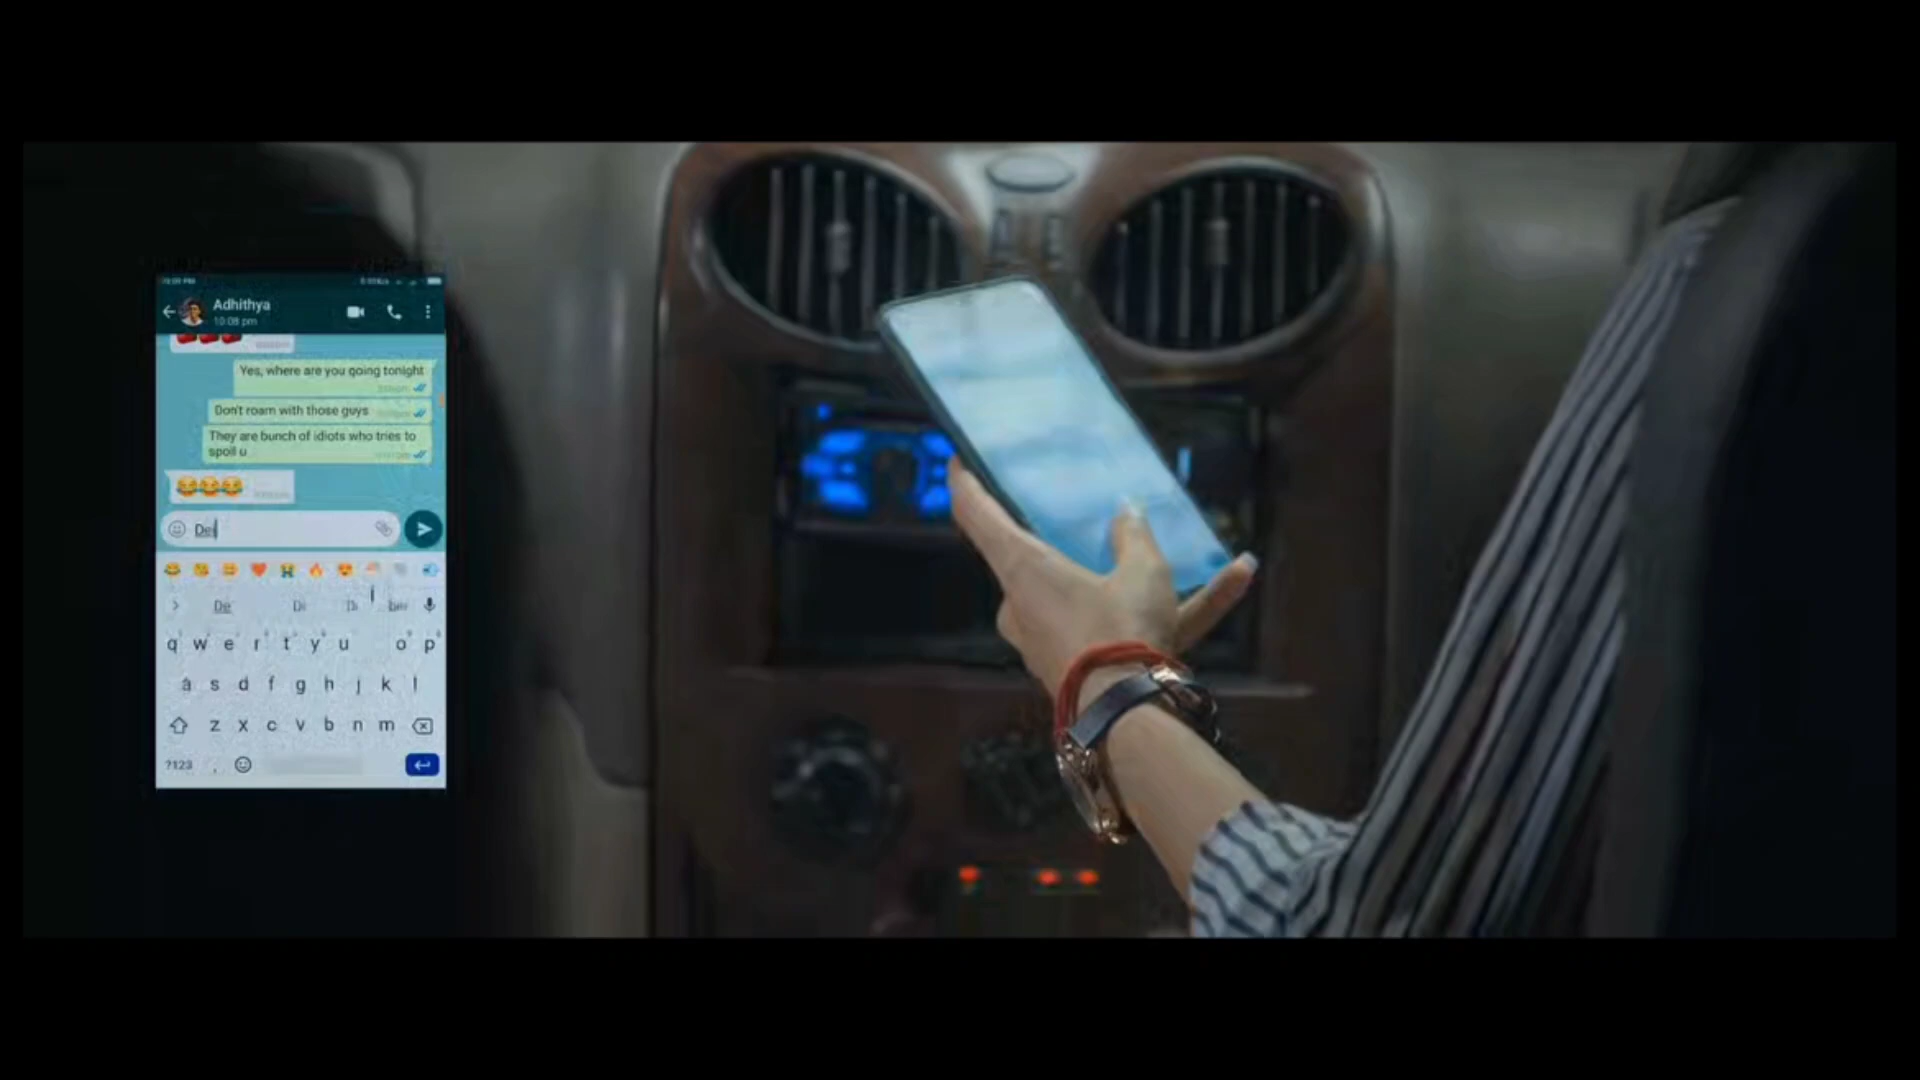 Adhithya
10:08 pm
Yes, where are you going tonight
Don't roam with those guys
They are bunch of idiots who tries to
spoil u
De
q w e r t y u o p
a s d f g h j k l
z x c v b n m
?123 ,